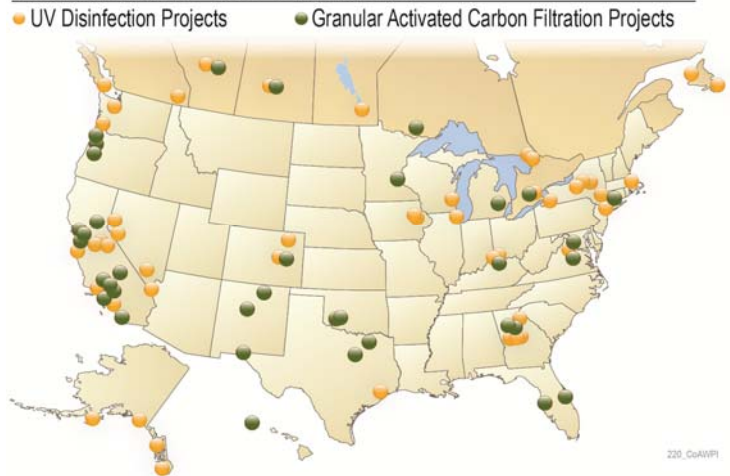 UV Disinfection Projects
Granular Activated Carbon Filtration Projects
220_CoAWPI